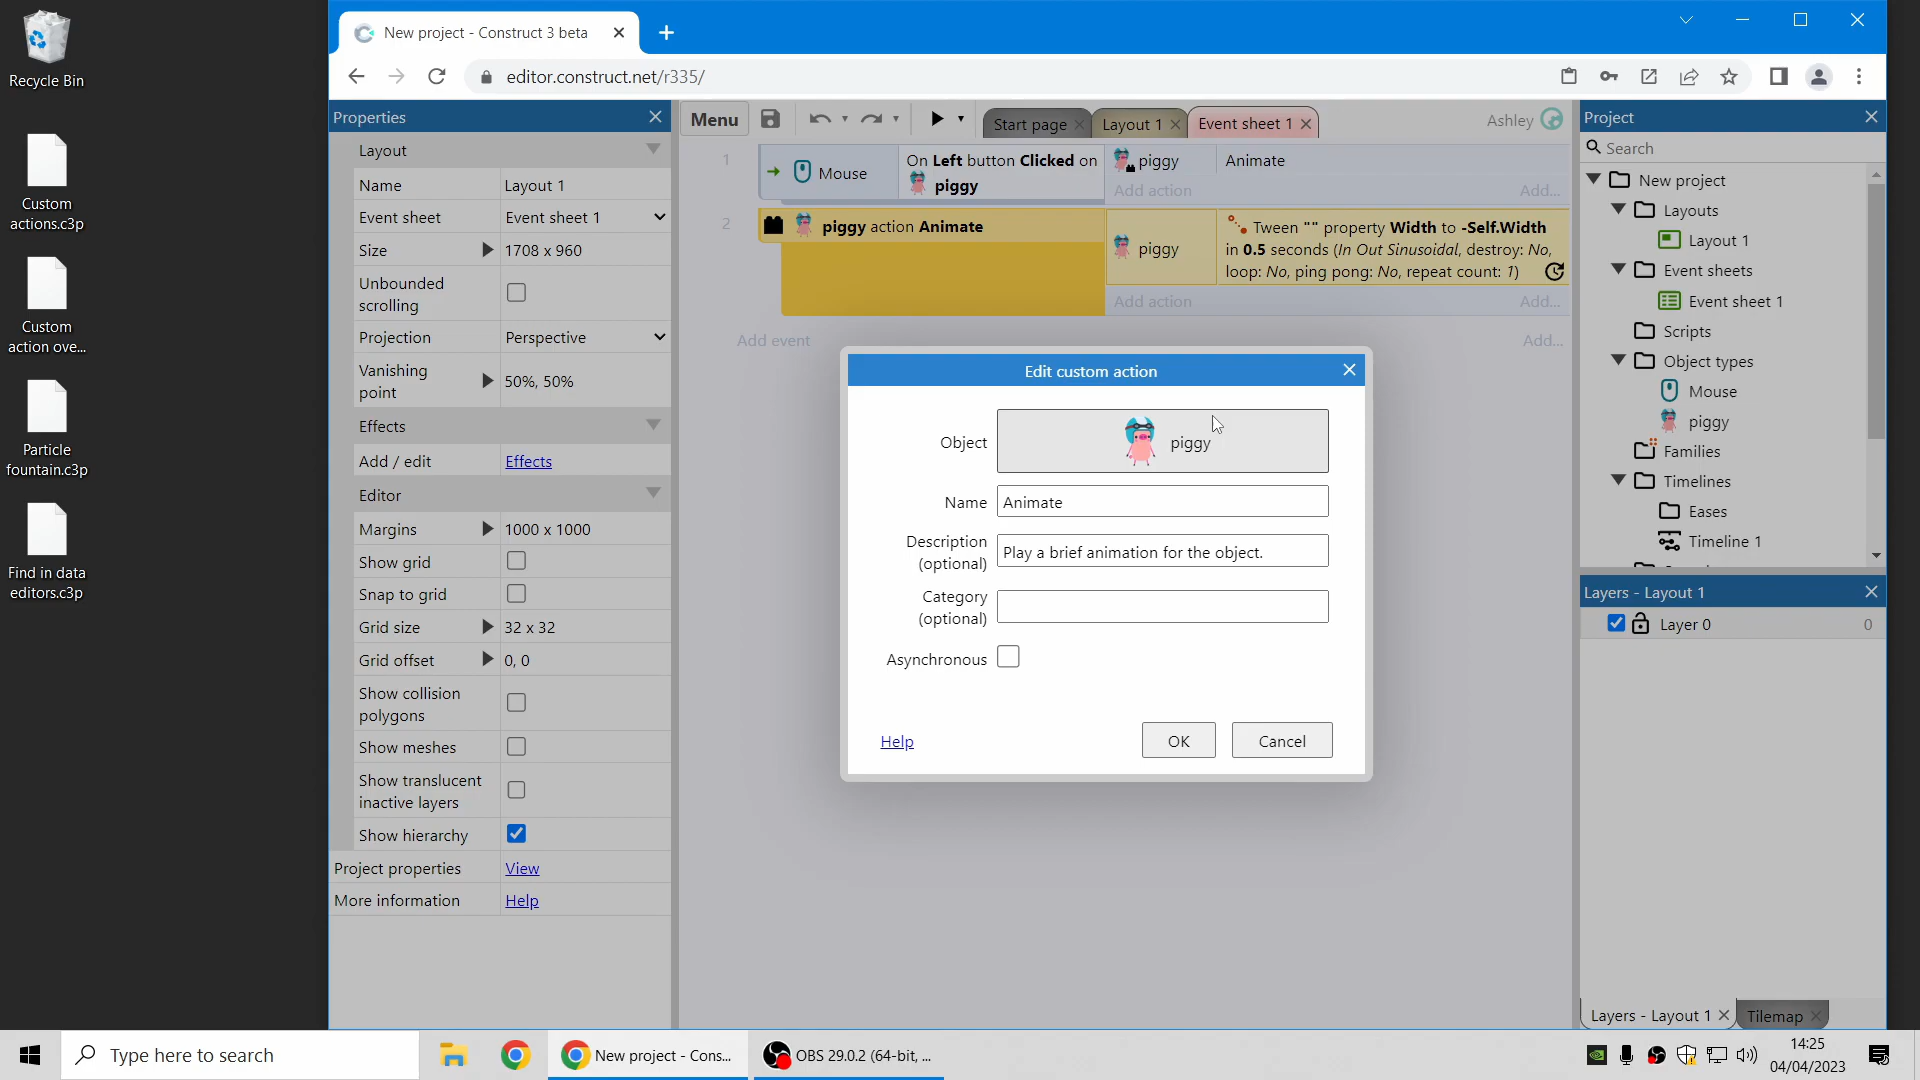 Recycle Bin
Custom
actions.c3p
Custom
action ove...
Particle
fountain.c3p
Find in data
editors.c3p
New project - Construct 3 beta
editor.construct.net/r335/
Properties
Layout
Name
Layout 1
Event sheet
Event sheet 1
Size
1708 x 960
Unbounded
scrolling
Projection
Perspective
Vanishing
point
50%, 50%
Effects
Add / edit
Effects
Editor
Margins
1000 x 1000
Show grid
Snap to grid
Grid size
32 x 32
Grid offset
0, 0
Show collision
polygons
Show meshes
Show translucent
inactive layers
Show hierarchy
Project properties
View
More information
Help
Menu
Start page
Layout 1
Event sheet 1
Ashley
1
Mouse
On Left button Clicked on
piggy
piggy
Animate
Add action
Add...
2
piggy action Animate
piggy
Tween "" property Width to -Self.Width
in 0.5 seconds (In Out Sinusoidal, destroy: No,
loop: No, ping pong: No, repeat count: 1)
Add action
Add...
Add event
Add...
Edit custom action
Object
piggy
Name
Animate
Description
(optional)
Play a brief animation for the object.
Category
(optional)
Asynchronous
Help
OK
Cancel
Project
Search
New project
Layouts
Layout 1
Event sheets
Event sheet 1
Scripts
Object types
Mouse
piggy
Families
Timelines
Eases
Timeline 1
Layers - Layout 1
Layer 0
0
Layers - Layout 1
Tilemap
Type here to search
New project - Cons...
OBS 29.0.2 (64-bit, ...
14:25
04/04/2023